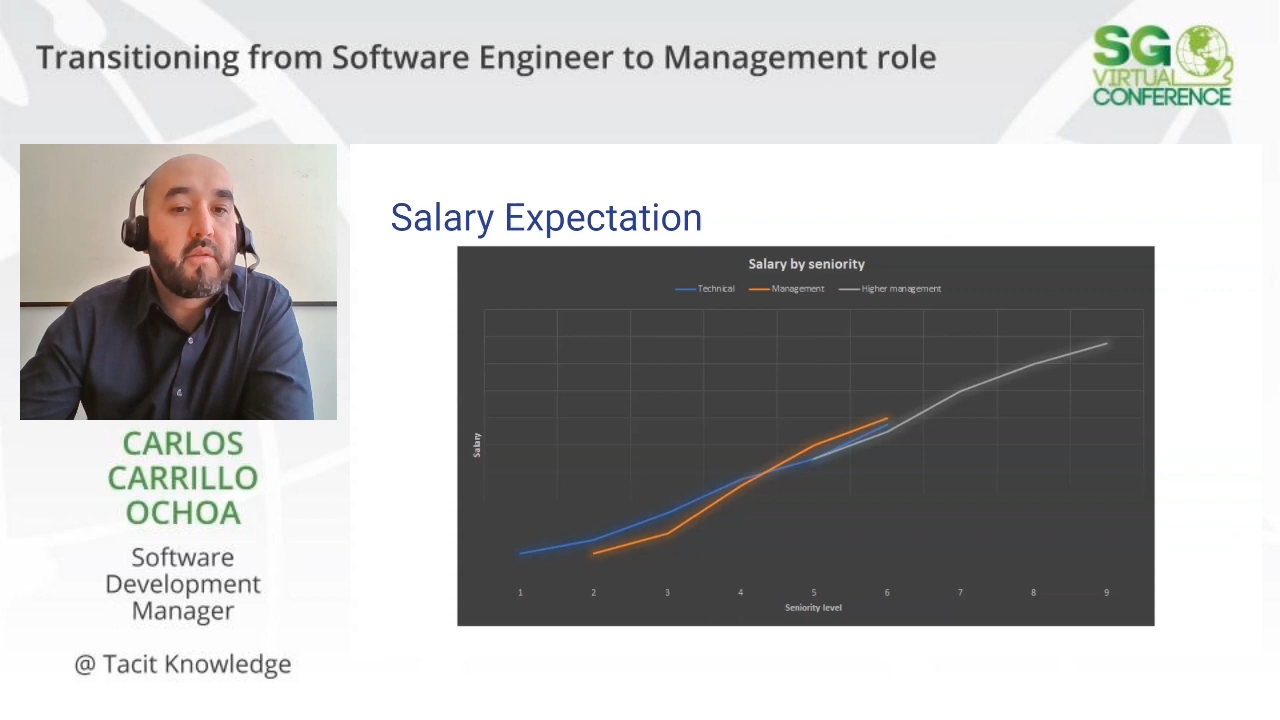 Transitioning from Software Engineer to Management role
SG
VIRTUAL
CONFERENCE
Salary Expectation
Salary by seniority
Technical Management Higher management
Salary
1 2 3 4 5 6 7 8 9
Seniority level
CARLOS
CARRILLO
OCHOA
Software
Development
Manager
@ Tacit Knowledge